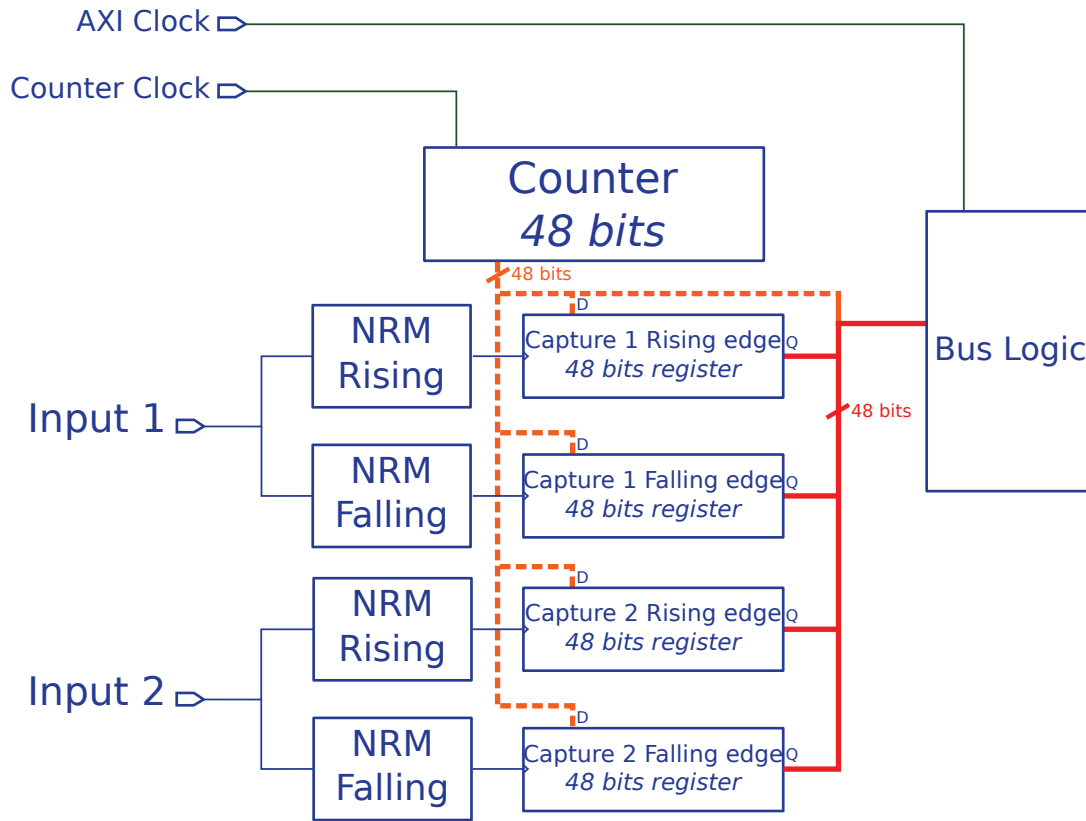 AXI Clock
Counter Clock
Counter
48 bits
48 bits
D
NRM
Rising
Capture 1 Rising edge
48 bits register
Q
Bus Logic
48 bits
Input 1
D
NRM
Falling
Capture 1 Falling edge
48 bits register
Q
D
NRM
Rising
Capture 2 Rising edge
48 bits register
Q
Input 2
D
NRM
Falling
Capture 2 Falling edge
48 bits register
Q